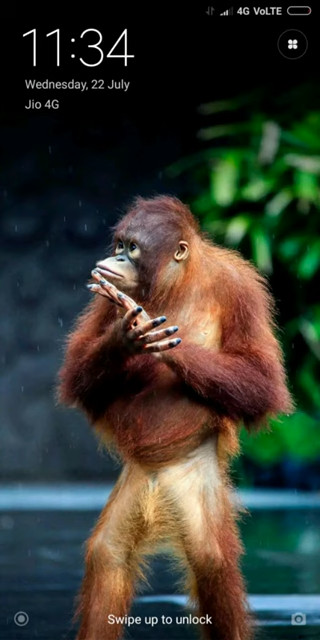 4G VoLTE
11:34
Wednesday, 22 July
Jio 4G
Swipe up to unlock